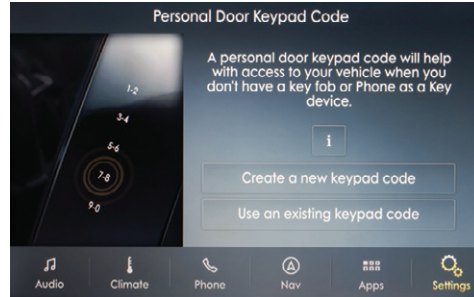 Personal Door Keypad Code
A personal door keypad code will help
with access to your vehicle when you
don't have a key fob or Phone as a Key
device.
1-2
3-4
5-6
7-8
9-0
i
Create a new keypad code
Use an existing keypad code
Audio
Climate
Phone
Nav
Apps
Settings